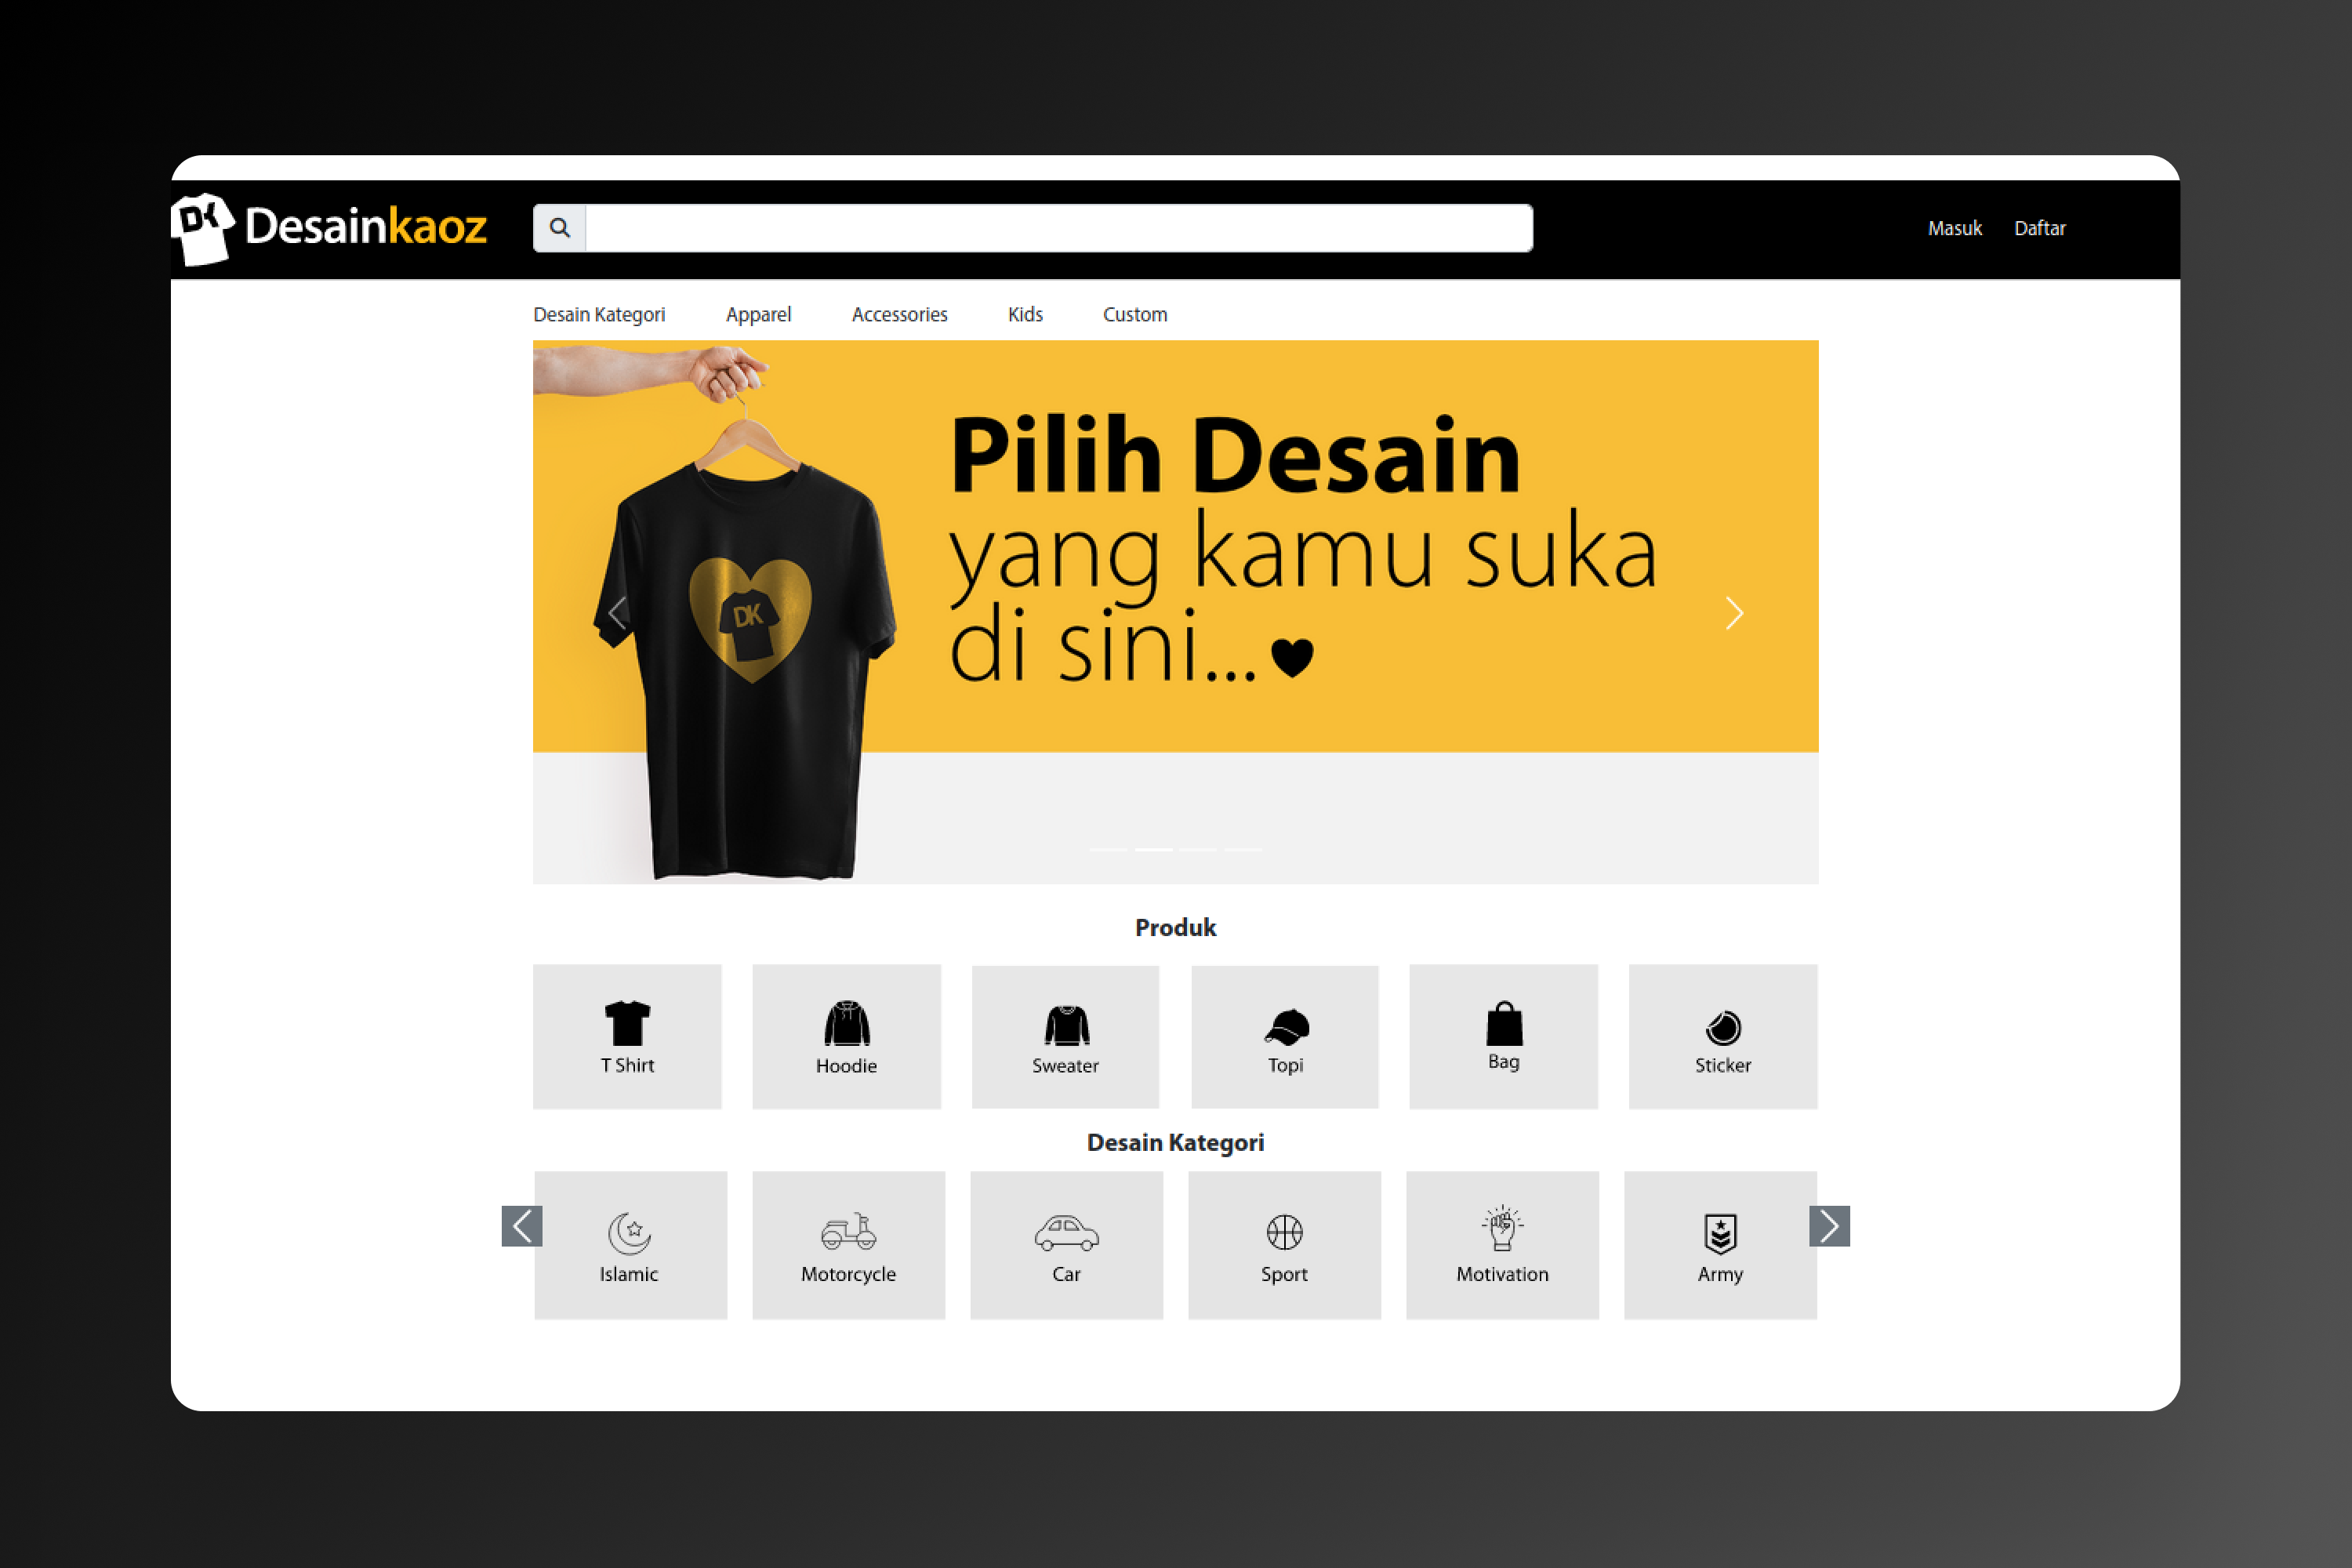 DK Desainkaoz
Masuk Daftar
Desain Kategori Apparel Accessories Kids Custom
Pilih Desain
yang kamu suka
di sini...
DK
Produk
T Shirt Hoodie Sweater Topi Bag Sticker
Desain Kategori
Islamic Motorcycle Car Sport Motivation Army